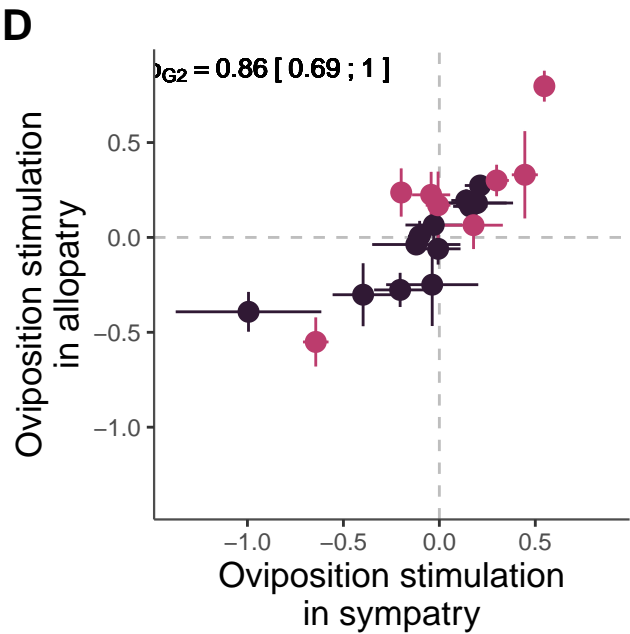 D
G2 = 0.86 [ 0.69 ; 1 ]
Oviposition stimulation
in allopatry
0.5
0.0
−0.5
−1.0
−1.0 −0.5 0.0 0.5
Oviposition stimulation
in sympatry